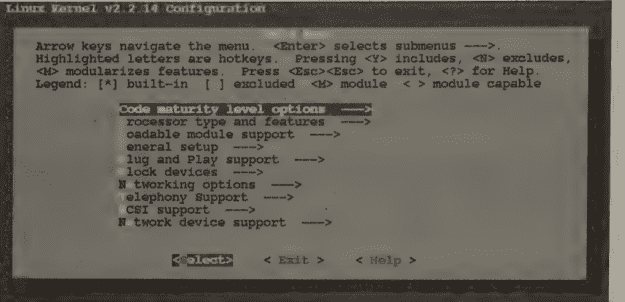 Linux Kernel v2.2.14 Configuration
Arrow keys navigate the menu. <Enter> selects submenus --->.
Highlighted letters are hotkeys. Pressing <Y> includes, <N> excludes,
<M> modularizes features. Press <Esc><Esc> to exit, <?> for Help.
Legend: [*] built-in [ ] excluded <M> module < > module capable
Code maturity level options --->
rocessor type and features --->
oadable module support --->
eneral setup --->
lug and Play support --->
lock devices --->
N tworking options --->
elephony Support --->
CSI support --->
N twork device support --->
<Select> < Exit > < Help >